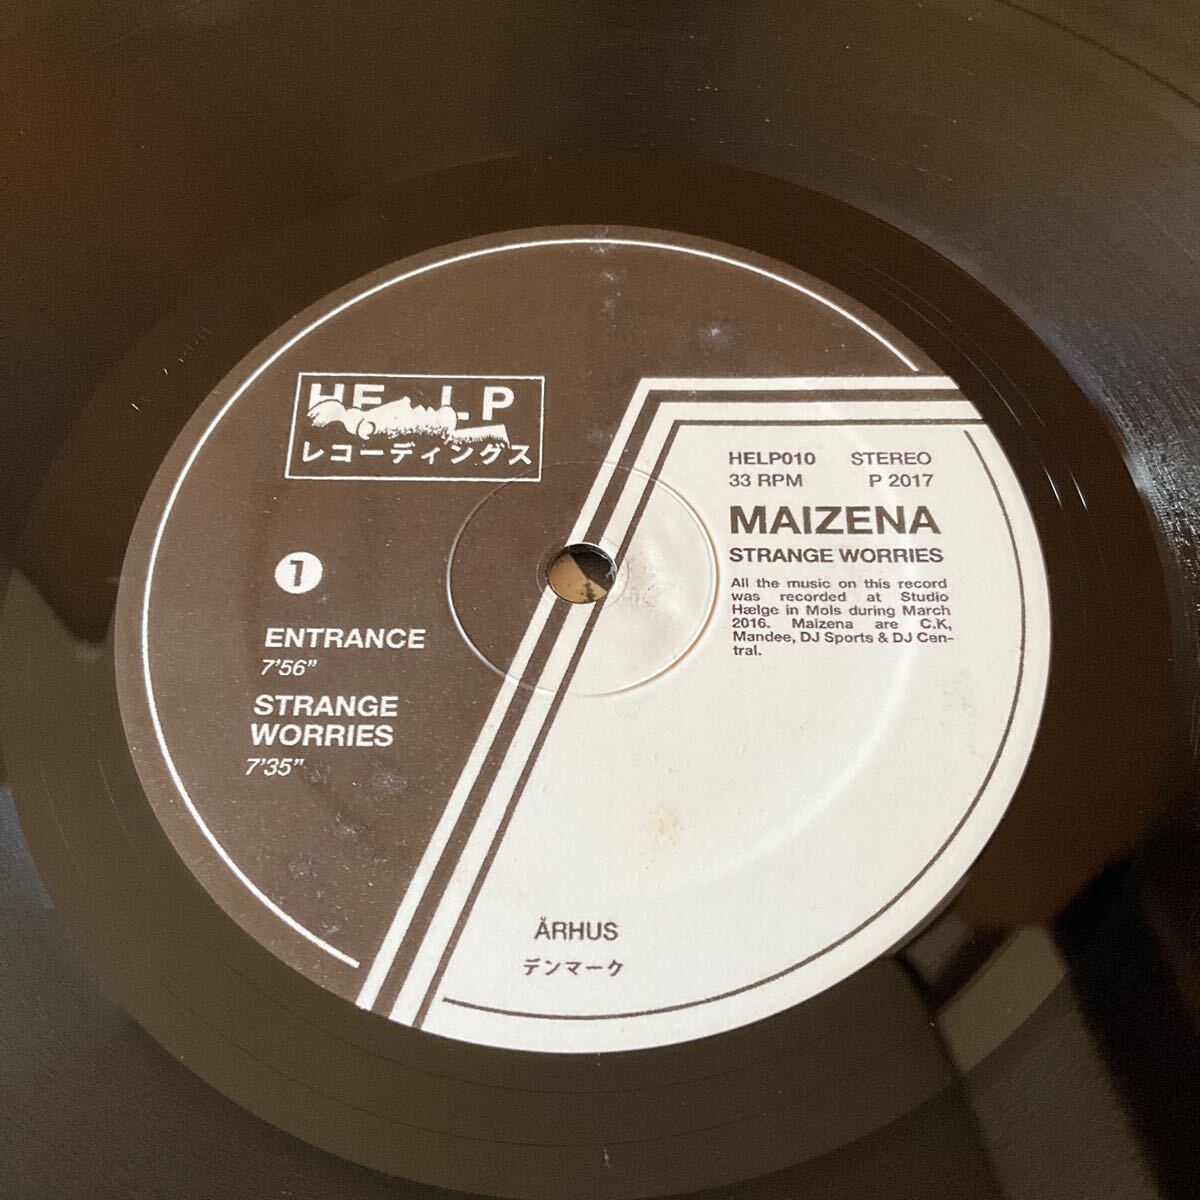 HELP
レコーディングス
1
ENTRANCE
7'56"
STRANGE
WORRIES
7'35"
HELP010 STEREO
33 RPM P 2017
MAIZENA
STRANGE WORRIES
All the music on this record
was recorded at Studio
Hælge in Mols during March
2016. Maizena are C.K,
Mandee, DJ Sports & DJ Cen-
tral.
ÅRHUS
デンマーク